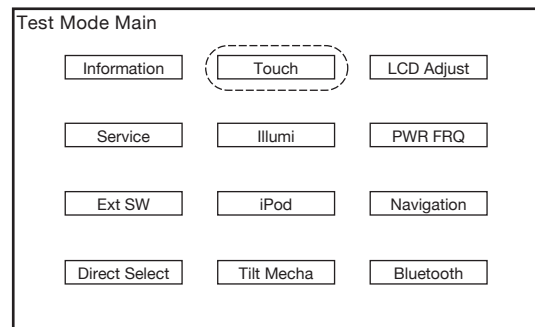 Test Mode Main
Information Touch LCD Adjust
Service Illumi PWR FRQ
Ext SW iPod Navigation
Direct Select Tilt Mecha Bluetooth